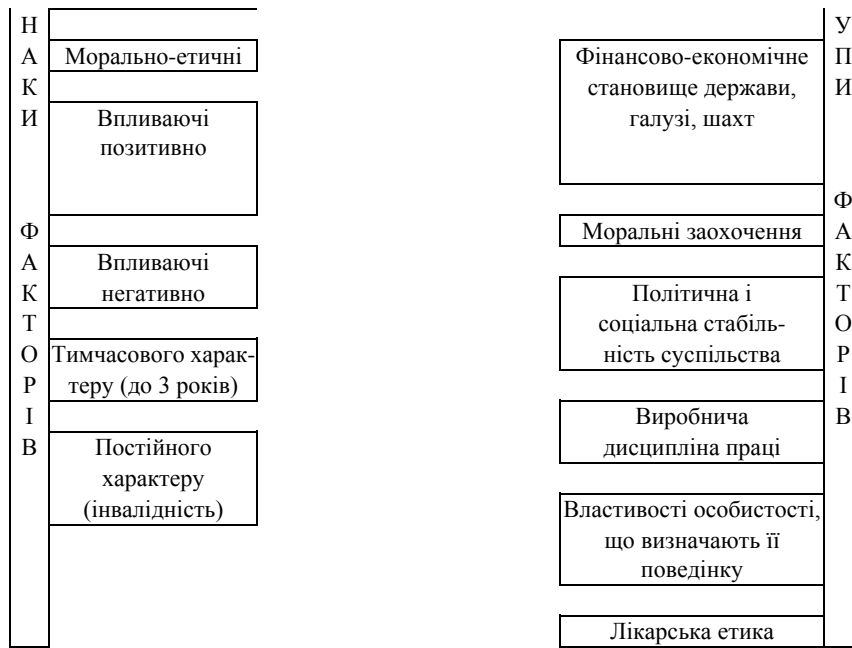 Н
А
К
И
Ф
А
К
Т
О
Р
І
В
Морально-етичні
Впливаючі
позитивно
Впливаючі
негативно
Тимчасового харак-
теру (до 3 років)
Постійного
характеру
(інвалідність)
Фінансово-економічне
становище держави,
галузі, шахт
Моральні заохочення
Політична і
соціальна стабіль-
ність суспільства
Виробнича
дисципліна праці
Властивості особистості,
що визначають її
поведінку
Лікарська етика
У
П
И
Ф
А
К
Т
О
Р
І
В